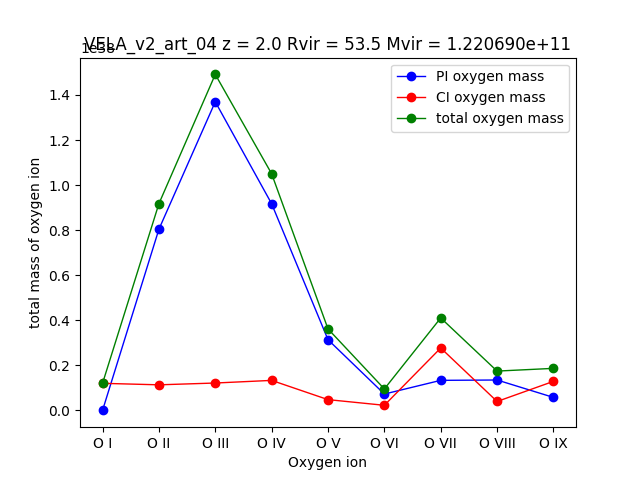 VELA_v2_art_04 z = 2.0 Rvir = 53.5 Mvir = 1.220690e+11
1e38
PI oxygen mass
CI oxygen mass
total oxygen mass
total mass of oxygen ion
1.4
1.2
1.0
0.8
0.6
0.4
0.2
0.0
O I O II O III O IV O V O VI O VII O VIII O IX
Oxygen ion